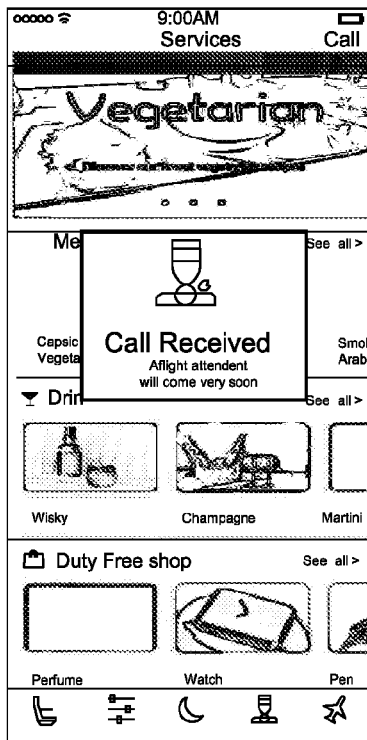 9:00AM
Services Call
Vegetarian
Me See all >
Call Received
Aflight attendent
will come very soon
Capsic Smol
Vegeta Arab
Drin See all >
Wisky Champagne Martini
Duty Free shop See all >
Perfume Watch Pen